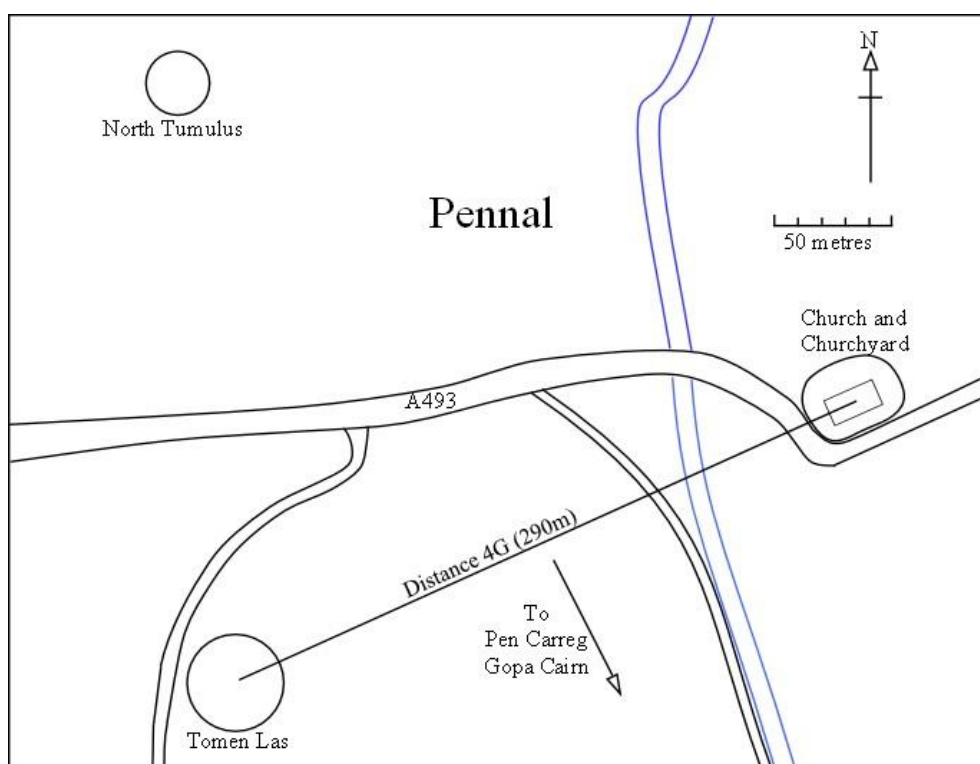 North Tumulus
N
Pennal
50 metres
Church and
Churchyard
A493
Distance 4G (290m)
To
Pen Carreg
Gopa Cairn
Tomen Las